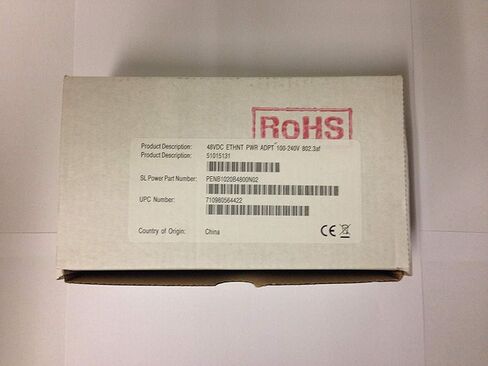 RoHS
Product Description: 48VDC ETHNT PWR ADPT 100-240V 802.3af
Product Description: 51015131
SL Power Part Number: PENB1020B4800N02
UPC Number: 710980564422
Country of Origin: China
CE